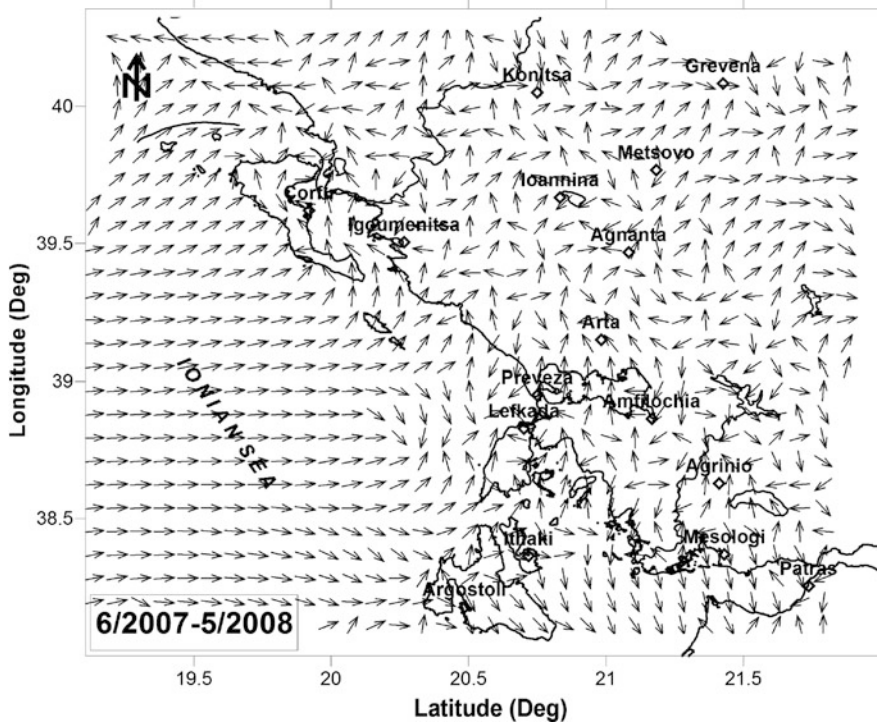 Konitsa
Grevena
N
40
Metsovo
Ioannina
Corfu
Igoumenitsa
Agnanta
39.5
Arta
Longitude (Deg)
39
Preveza
Lefkada
Amfilochia
IONIAN SEA
Agrinio
38.5
Ithaki
Mesologi
Patras
Argostoli
6/2007-5/2008
19.5
20
20.5
21
21.5
Latitude (Deg)